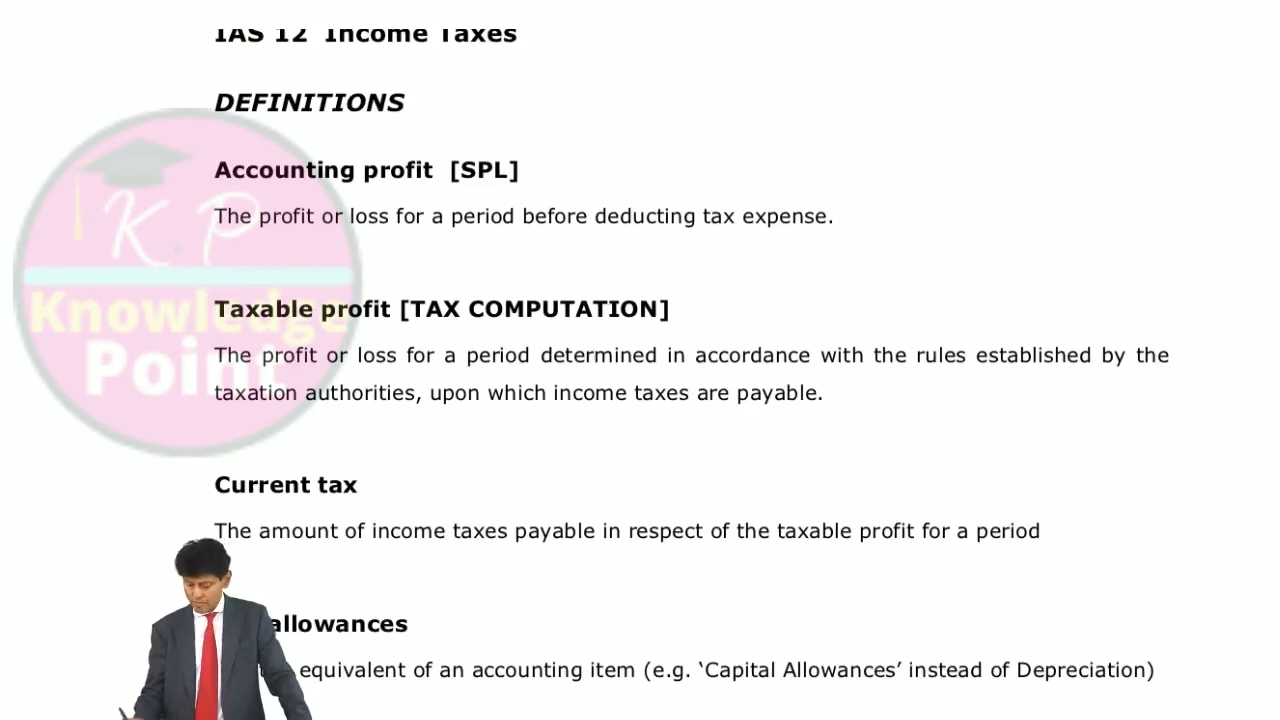 IAS 12 Income Taxes
DEFINITIONS
Accounting profit [SPL]
The profit or loss for a period before deducting tax expense.
Taxable profit [TAX COMPUTATION]
The profit or loss for a period determined in accordance with the rules established by the
taxation authorities, upon which income taxes are payable.
Current tax
The amount of income taxes payable in respect of the taxable profit for a period
allowances
equivalent of an accounting item (e.g. ‘Capital Allowances’ instead of Depreciation)
K.P
Knowledge
Point